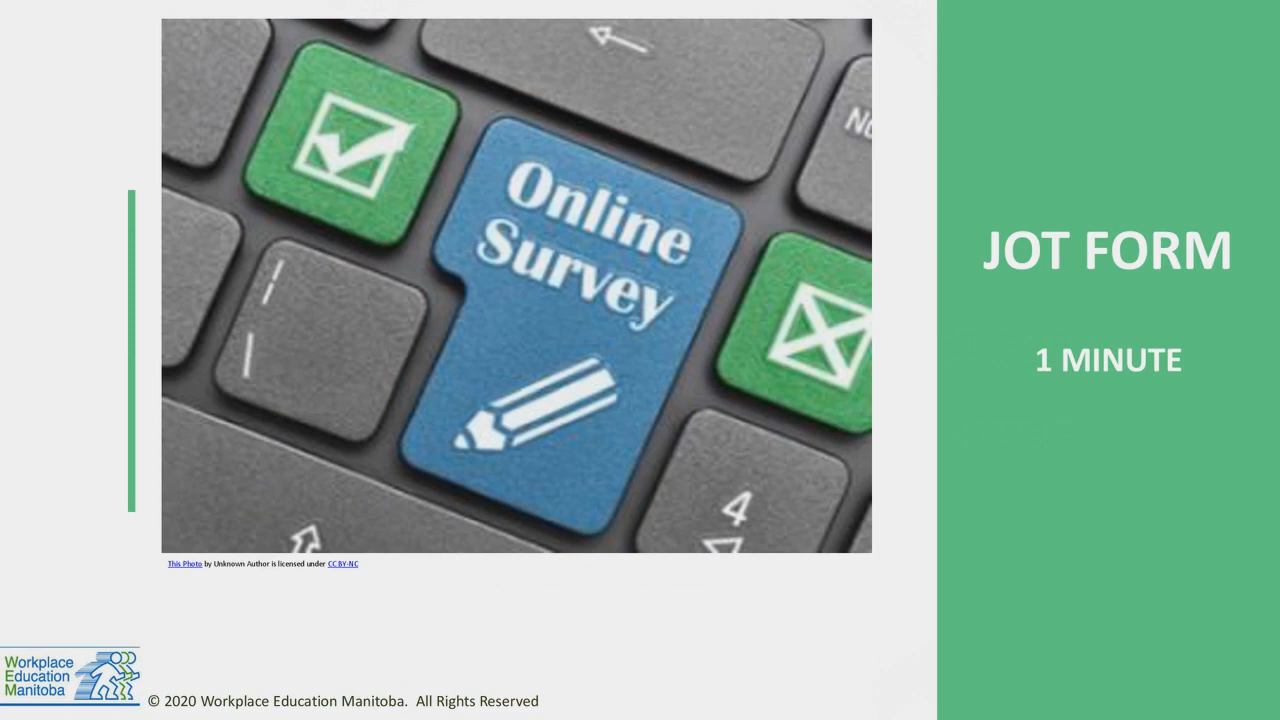 Online
Survey
4
JOT FORM
1 MINUTE
This Photo by Unknown Author is licensed under CC BY-NC
Workplace
Education
Manitoba
© 2020 Workplace Education Manitoba.  All Rights Reserved